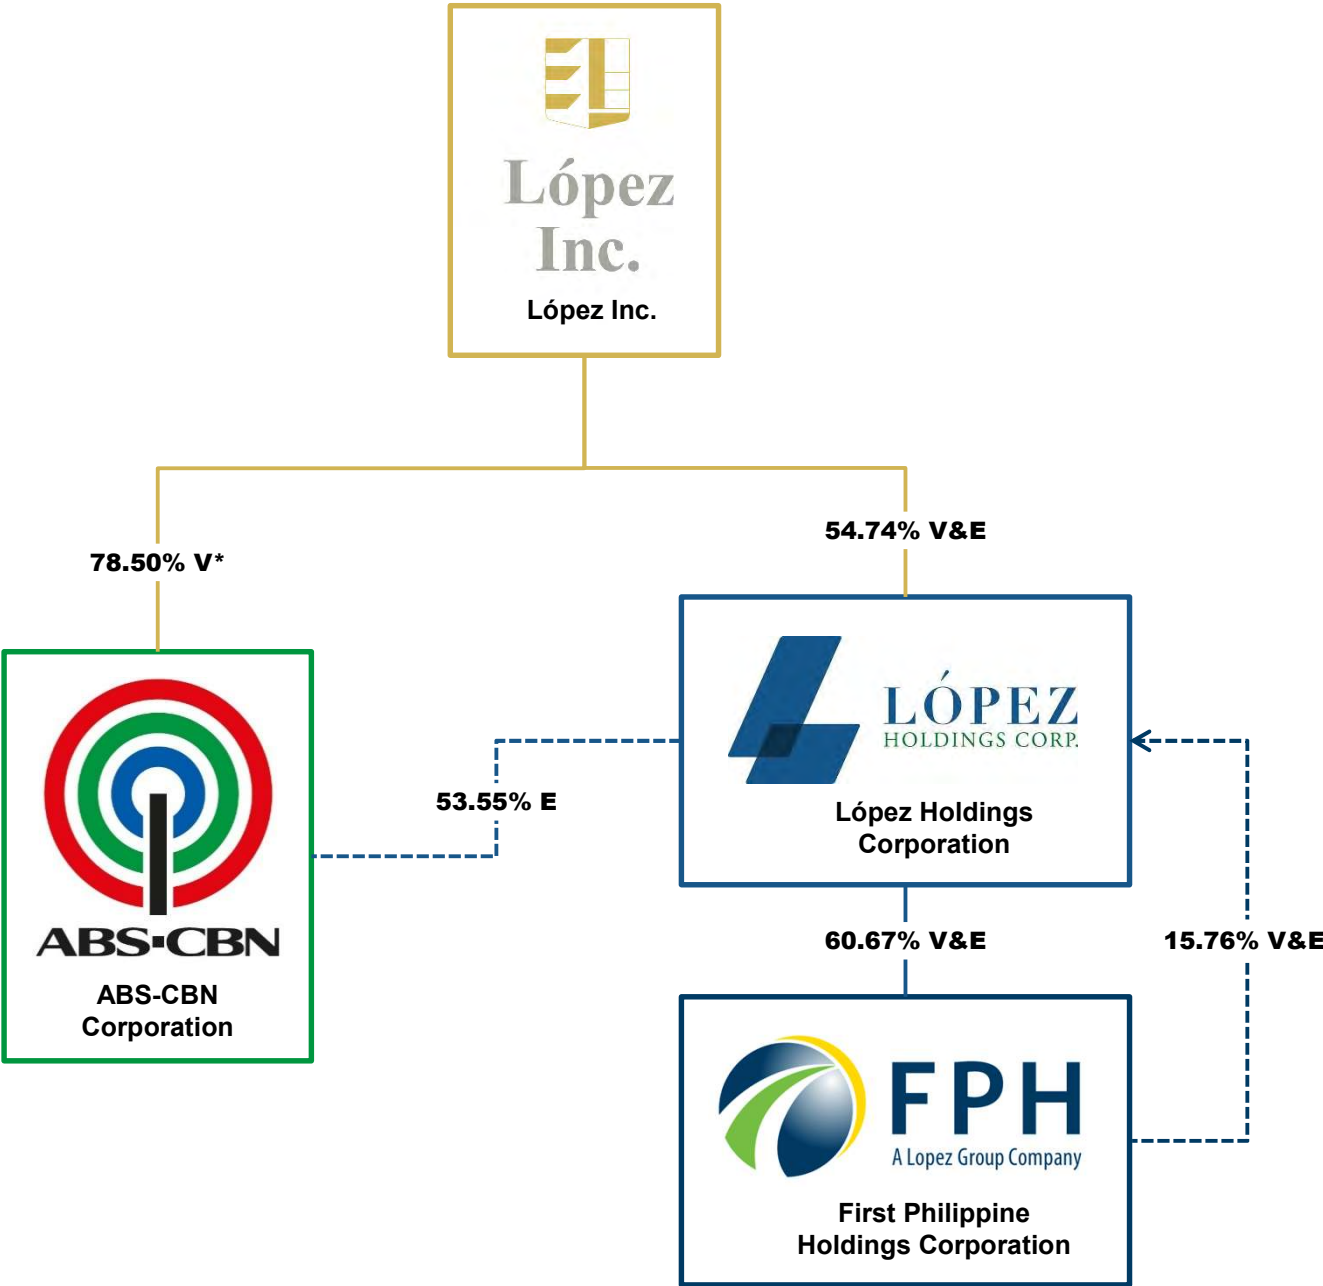 López
Inc.
López Inc.
54.74% V&E
78.50% V*
LÓPEZ
HOLDINGS CORP.
53.55% E
López Holdings
Corporation
ABS-CBN
ABS-CBN
Corporation
60.67% V&E
15.76% V&E
FPH
A Lopez Group Company
First Philippine
Holdings Corporation